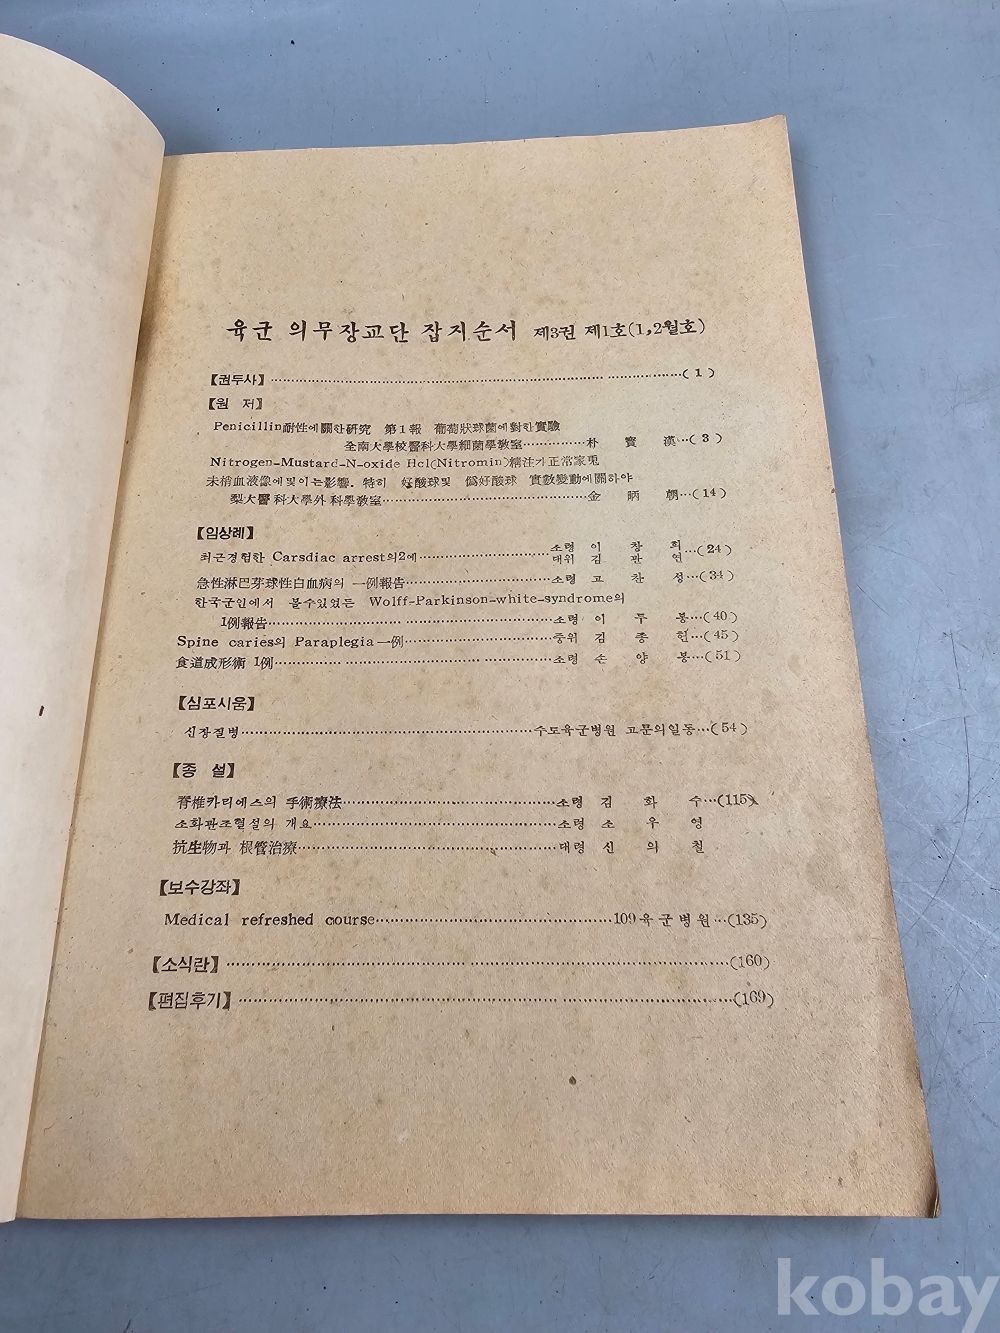 육군 의무장교단 잡지순서 제3권 제1호(1,2월호)
【권두사】………( 1 )
【원 저】
Penicillin耐性에關한硏究 第1報 葡萄狀球菌에對한實驗
全南大學校醫科大學細菌學敎室………朴 寶 漢…( 3 )
Nitrogen-Mustard-N-oxide Hcl(Nitromin)精注가正常家兎
未梢血液像에및이는影響. 特히 好酸球및 僞好酸球 實數變動에關하야
梨大醫科大學外科學敎室………金 昞 朝…(14)
【임상례】
최근경험한 Carsdiac arrest의2예………소령 이 창 희
대위 김 관 연…(24)
急性淋巴芽球性白血病의 一例報告………소령 고 찬 성…(34)
한국군인에서 볼수있었든 Wolff-Parkinson-white-syndrome의
1例報告………소령 이 두 봉…(40)
Spine caries의 Paraplegia一例………중위 김 종 현…(45)
食道成形術 1例………소령 손 양 봉…(51)
【심포시움】
신장질병………수도육군병원 고문의일동…(54)
【종 설】
脊椎카리에스의 手術療法………소령 김 화 수…(115)
소화관조혈설의 개요………소령 소 우 영
抗生物과 根管治療………대령 신 의 철
【보수강좌】
Medical refreshed course………109육군병원…(135)
【소식란】………(160)
【편집후기】………(169)
kobay